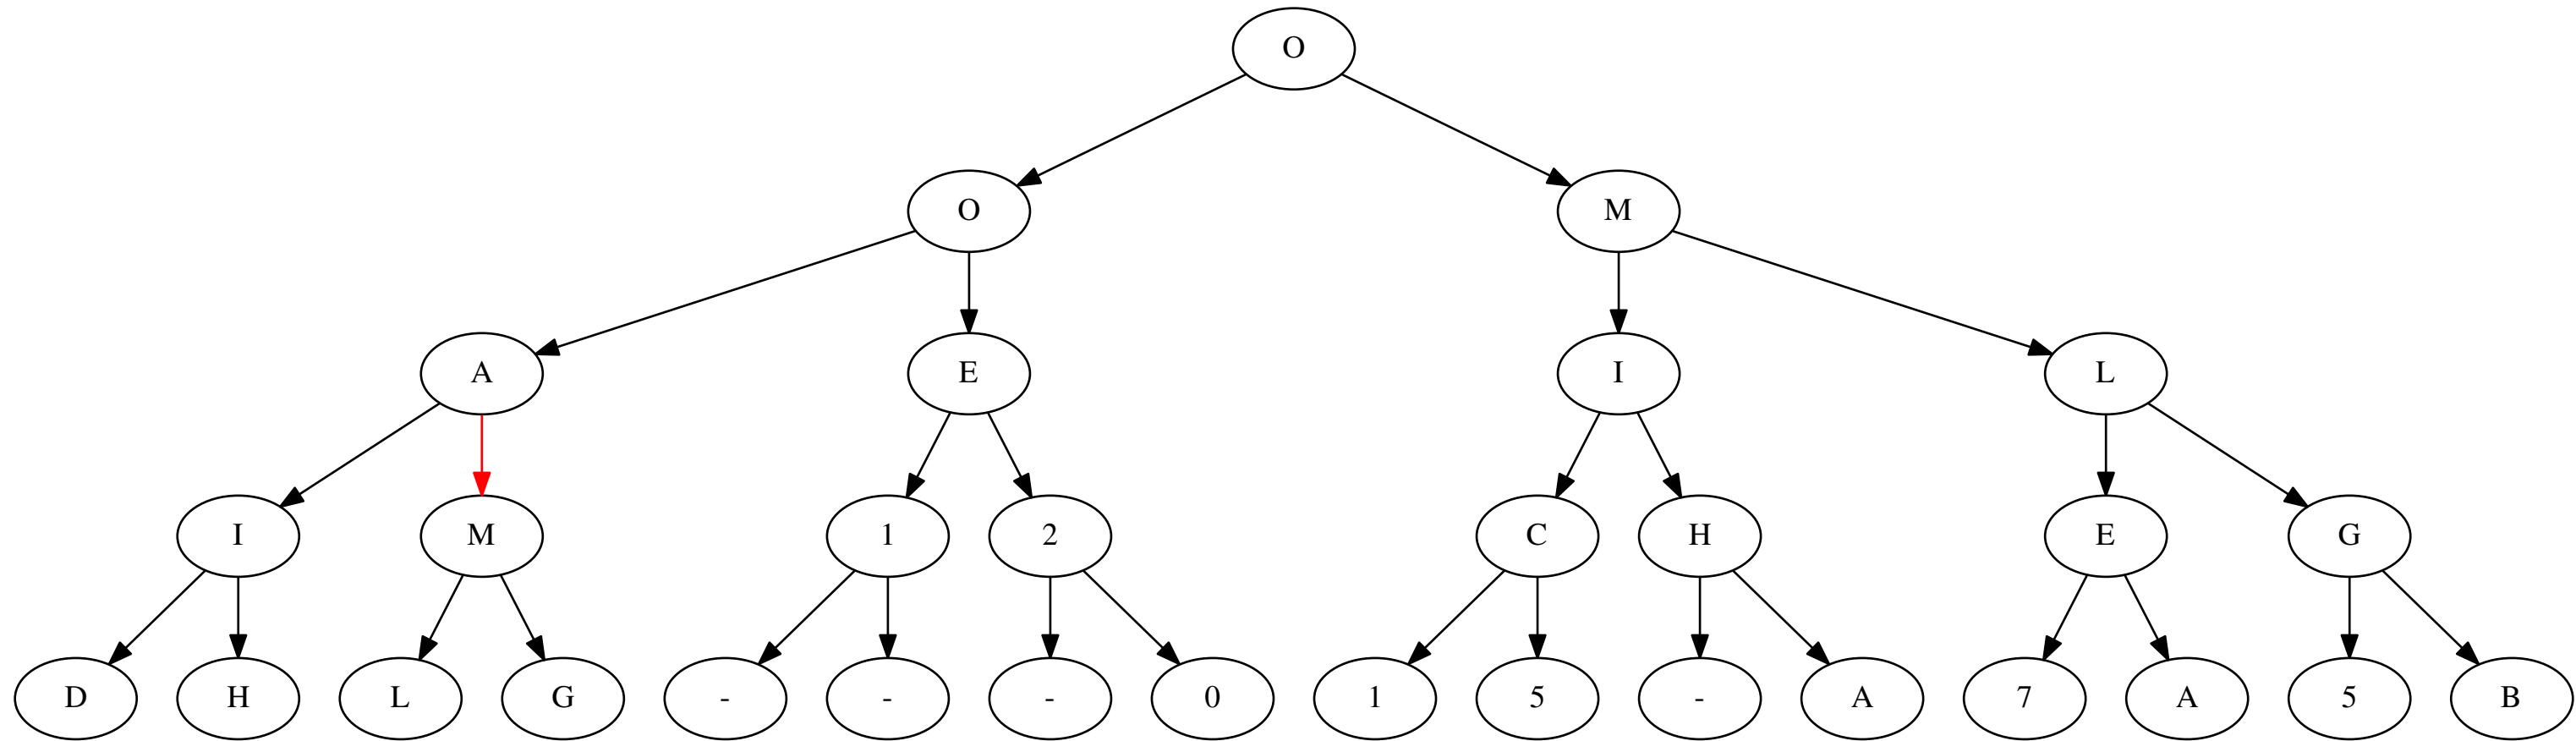 O
O M
A E I L
I M 1 2 C H E G
D H L G - - - 0 1 5 - A 7 A 5 B